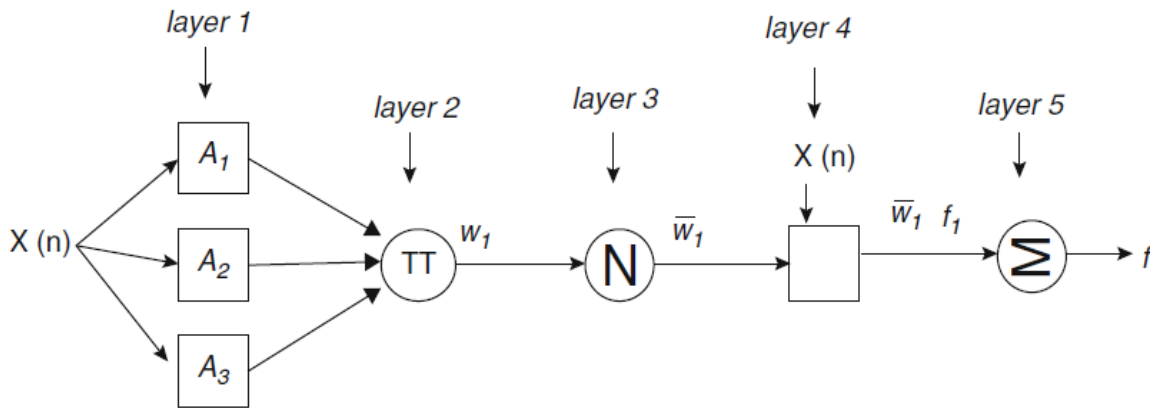 layer 1
layer 4
layer 2
layer 3
layer 5
A1
X (n)
X (n)
A2
TT
w1
N
w̅1
w̅1 f1
Σ
f
A3